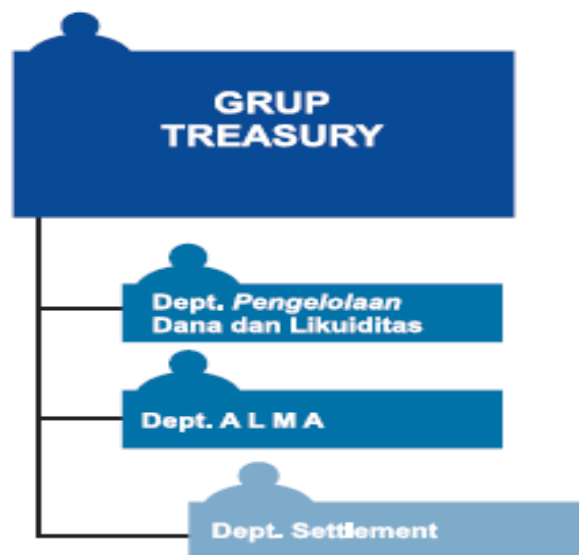 GRUP
TREASURY
Dept. Pengelolaan
Dana dan Likuiditas
Dept. A L M A
Dept. Settlement